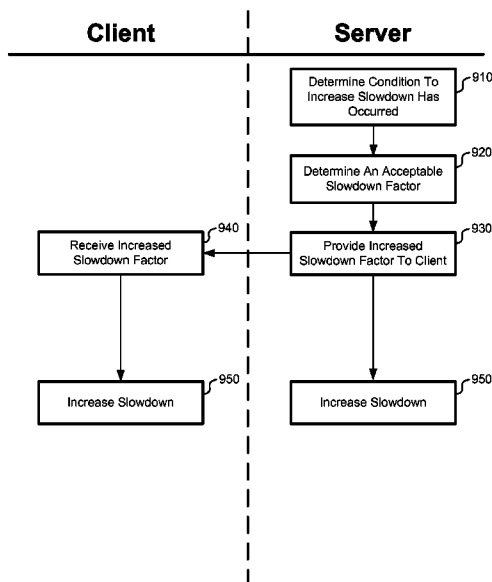 Client
Server
910
Determine Condition To
Increase Slowdown Has
Occurred
920
Determine An Acceptable
Slowdown Factor
940
Receive Increased
Slowdown Factor
930
Provide Increased
Slowdown Factor To Client
950
Increase Slowdown
950
Increase Slowdown